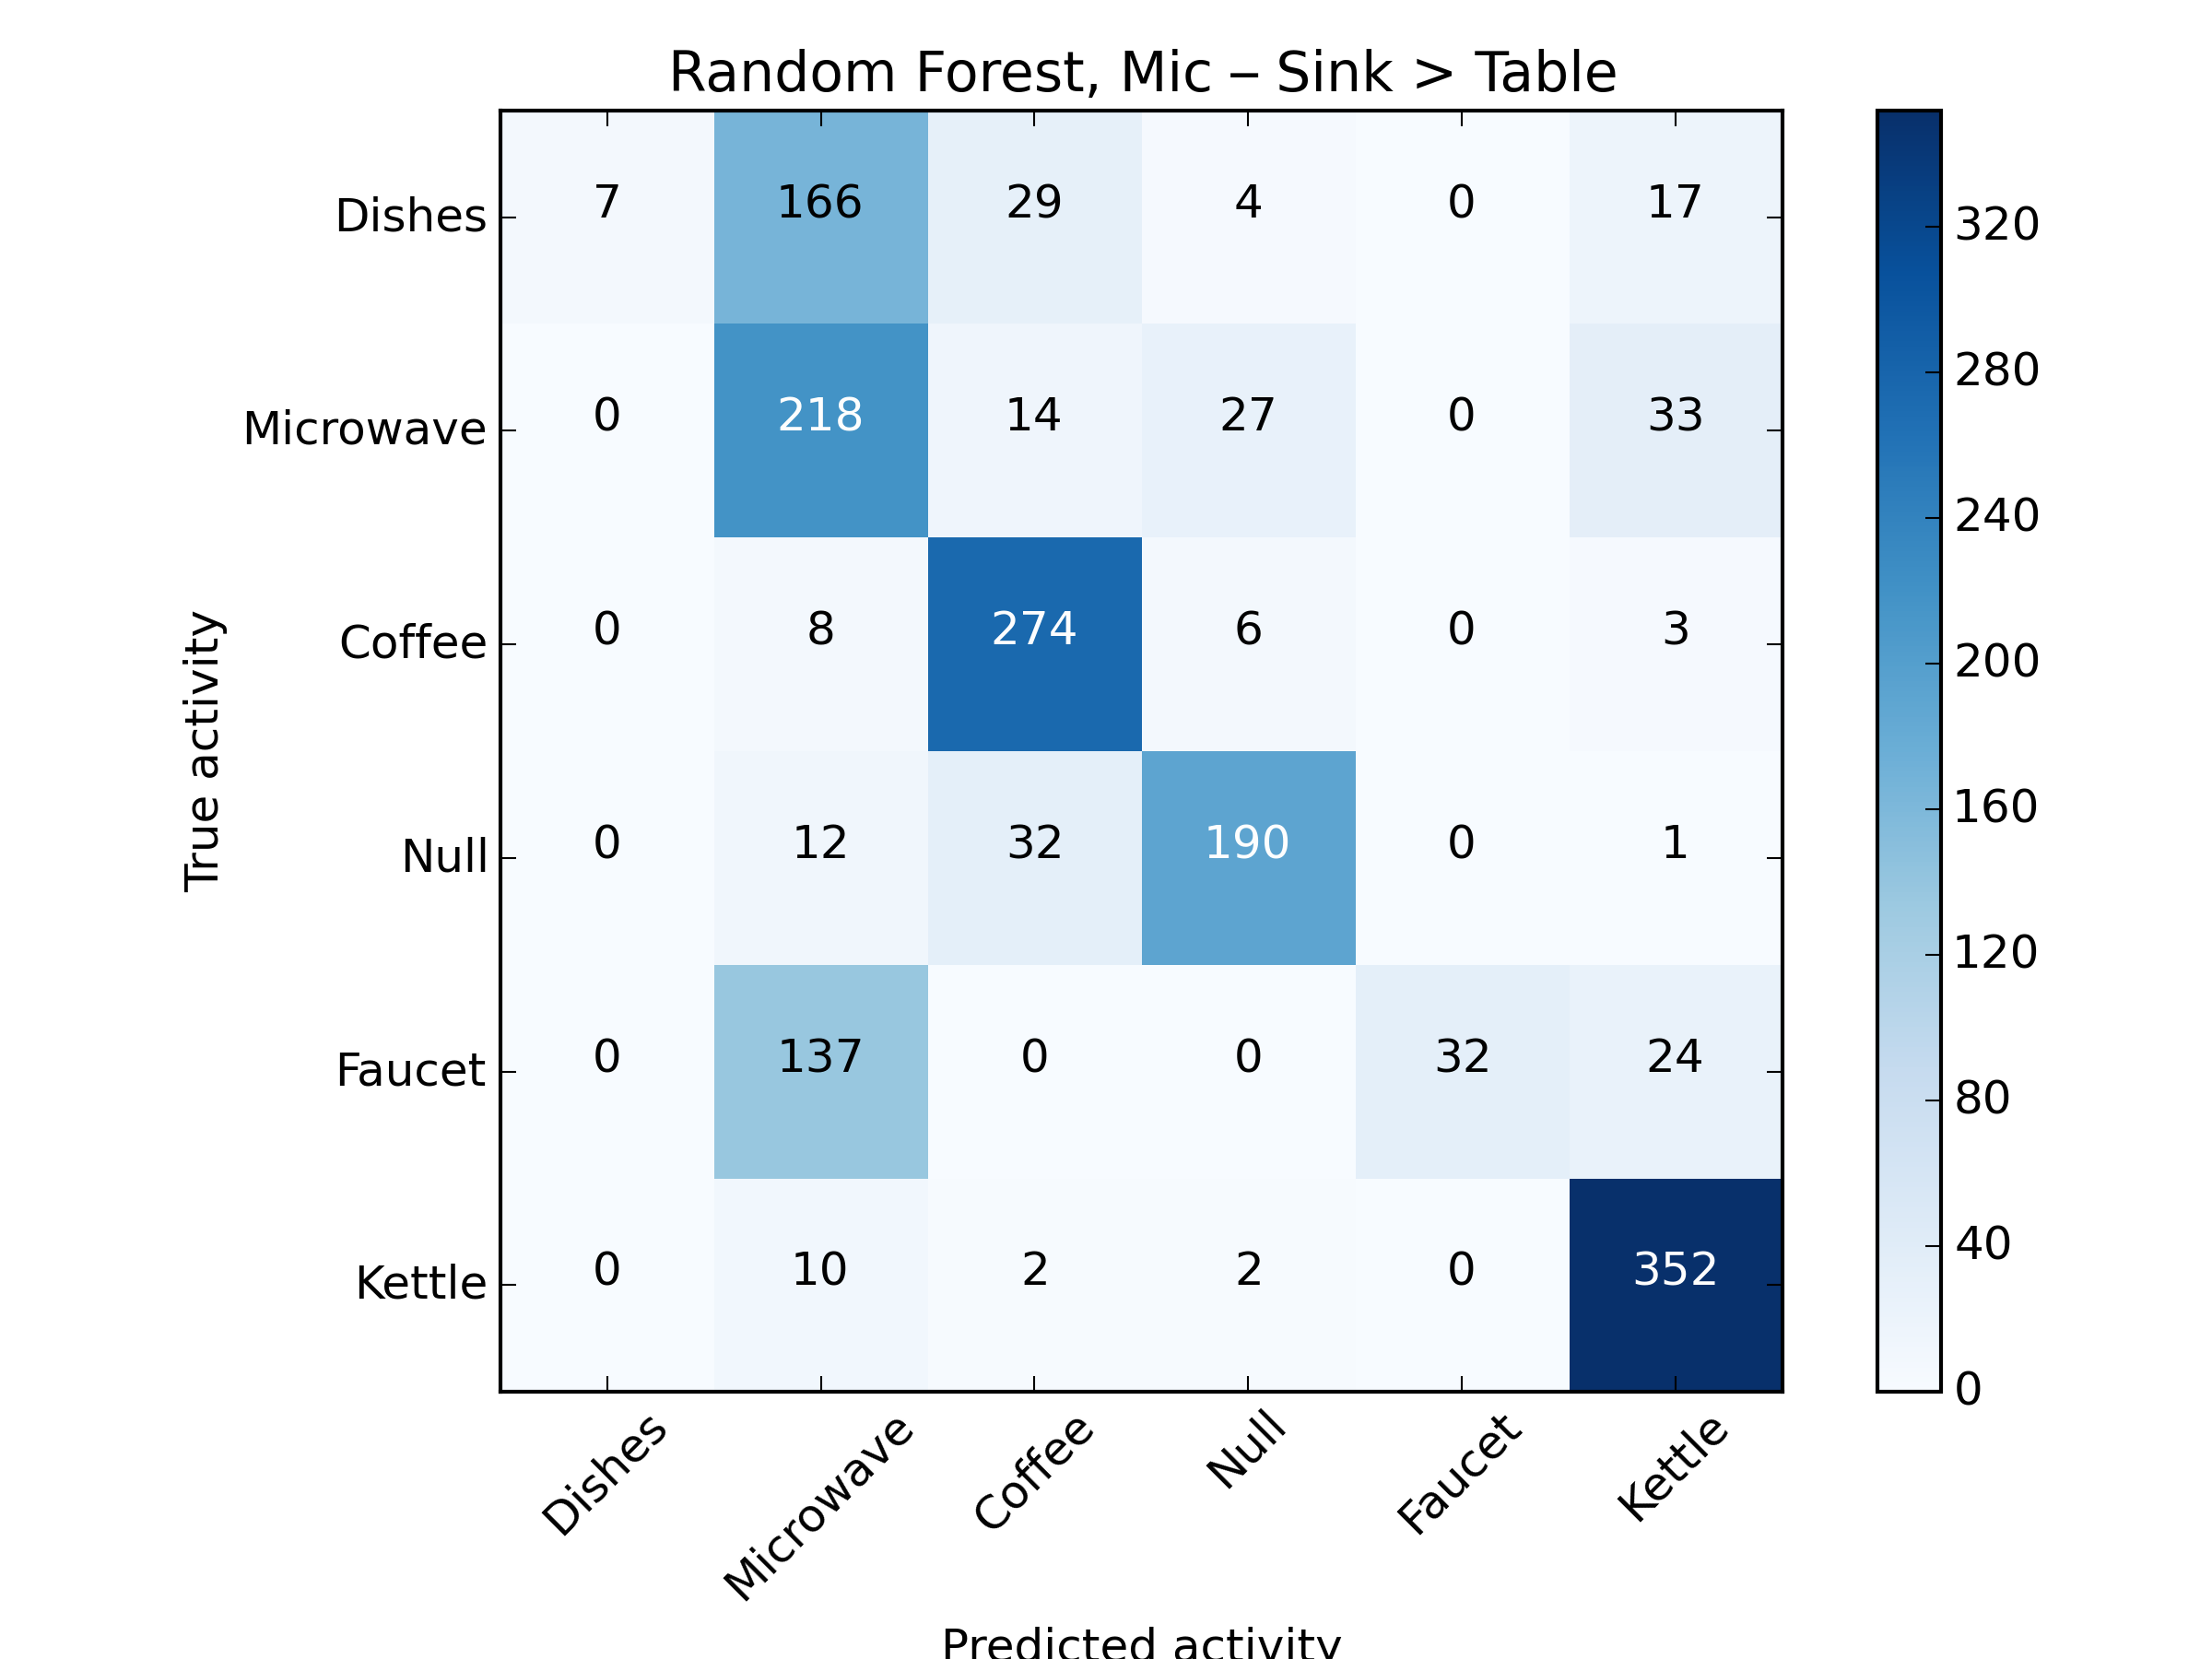 Random Forest, Mic – Sink > Table
Dishes 7 166 29 4 0 17
Microwave 0 218 14 27 0 33
Coffee 0 8 274 6 0 3
Null 0 12 32 190 0 1
Faucet 0 137 0 0 32 24
Kettle 0 10 2 2 0 352
True activity
Dishes Microwave Coffee Null Faucet Kettle
Predicted activity
320
280
240
200
160
120
80
40
0